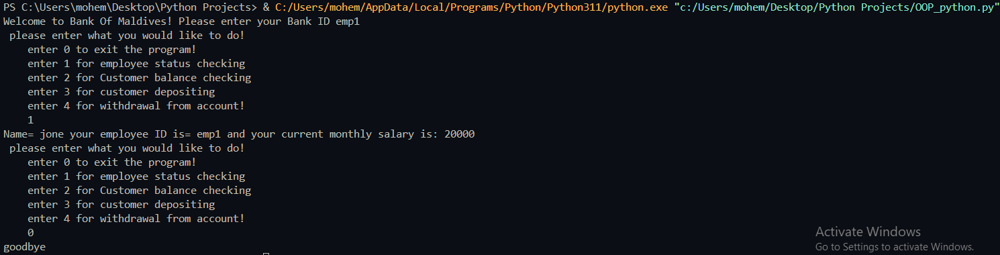 PS C:\Users\mohem\Desktop\Python Projects> & C:/Users/mohem/AppData/Local/Programs/Python/Python311/python.exe "c:/Users/mohem/Desktop/Python Projects/OOP_python.py"
Welcome to Bank Of Maldives! Please enter your Bank ID emp1
 please enter what you would like to do!
    enter 0 to exit the program!
    enter 1 for employee status checking
    enter 2 for Customer balance checking
    enter 3 for customer depositing
    enter 4 for withdrawal from account!
    1
Name= jone your employee ID is= emp1 and your current monthly salary is: 20000
 please enter what you would like to do!
    enter 0 to exit the program!
    enter 1 for employee status checking
    enter 2 for Customer balance checking
    enter 3 for customer depositing
    enter 4 for withdrawal from account!
    0
goodbye
Activate Windows
Go to Settings to activate Windows.